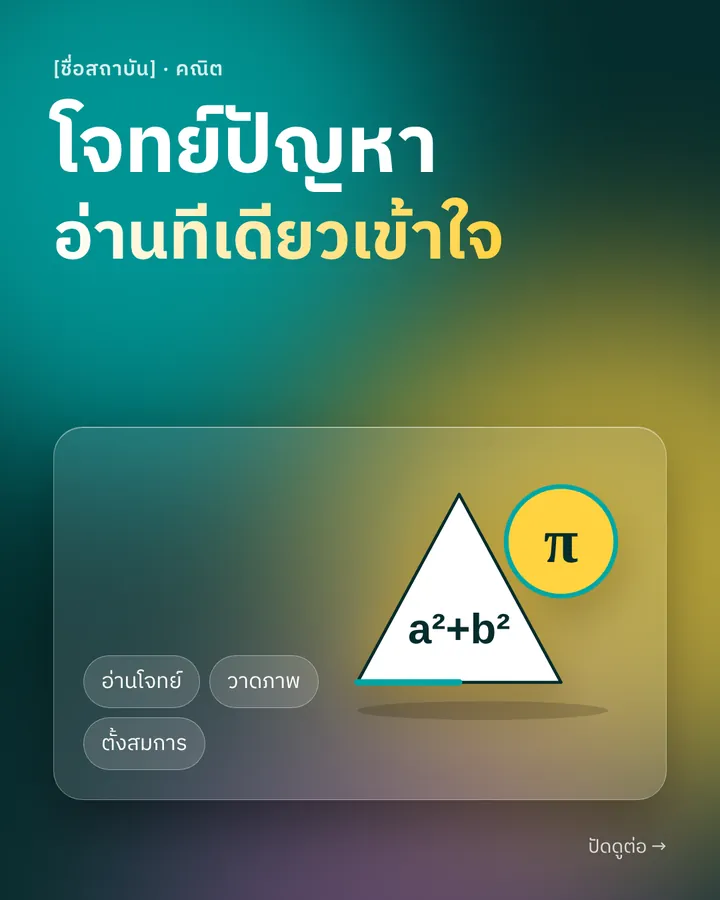 [ชื่อสถาบัน] · คณิต
โจทย์ปัญหา
อ่านทีเดียวเข้าใจ
π
a²+b²
อ่านโจทย์
วาดภาพ
ตั้งสมการ
ปัดดูต่อ →